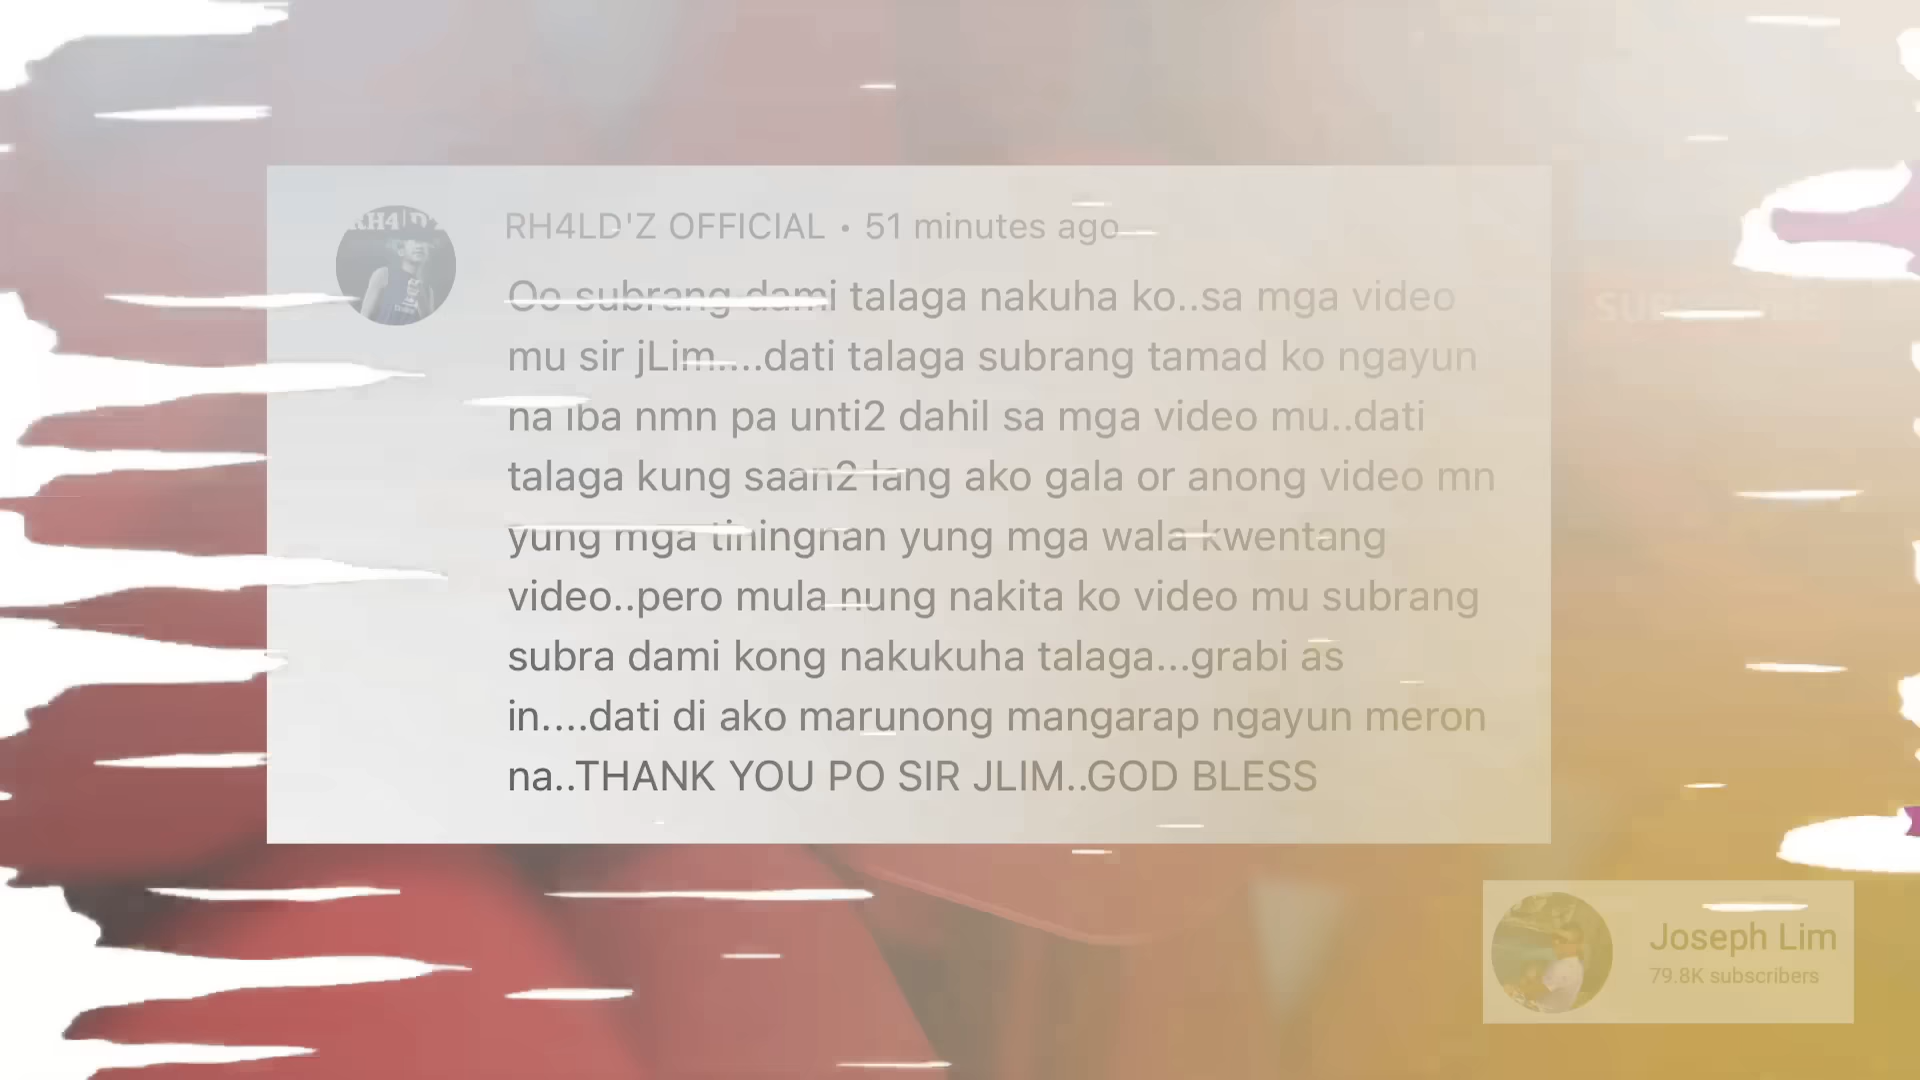 RH4LD'Z OFFICIAL • 51 minutes ago
Oo subrang dami talaga nakuha ko..sa mga video
mu sir jLim....dati talaga subrang tamad ko ngayun
na iba nmn pa unti2 dahil sa mga video mu..dati
talaga kung saan2 lang ako gala or anong video mn
yung mga tiningnan yung mga wala kwentang
video..pero mula nung nakita ko video mu subrang
subra dami kong nakukuha talaga...grabi as
in....dati di ako marunong mangarap ngayun meron
na..THANK YOU PO SIR JLIM..GOD BLESS
Joseph Lim
79.8K subscribers